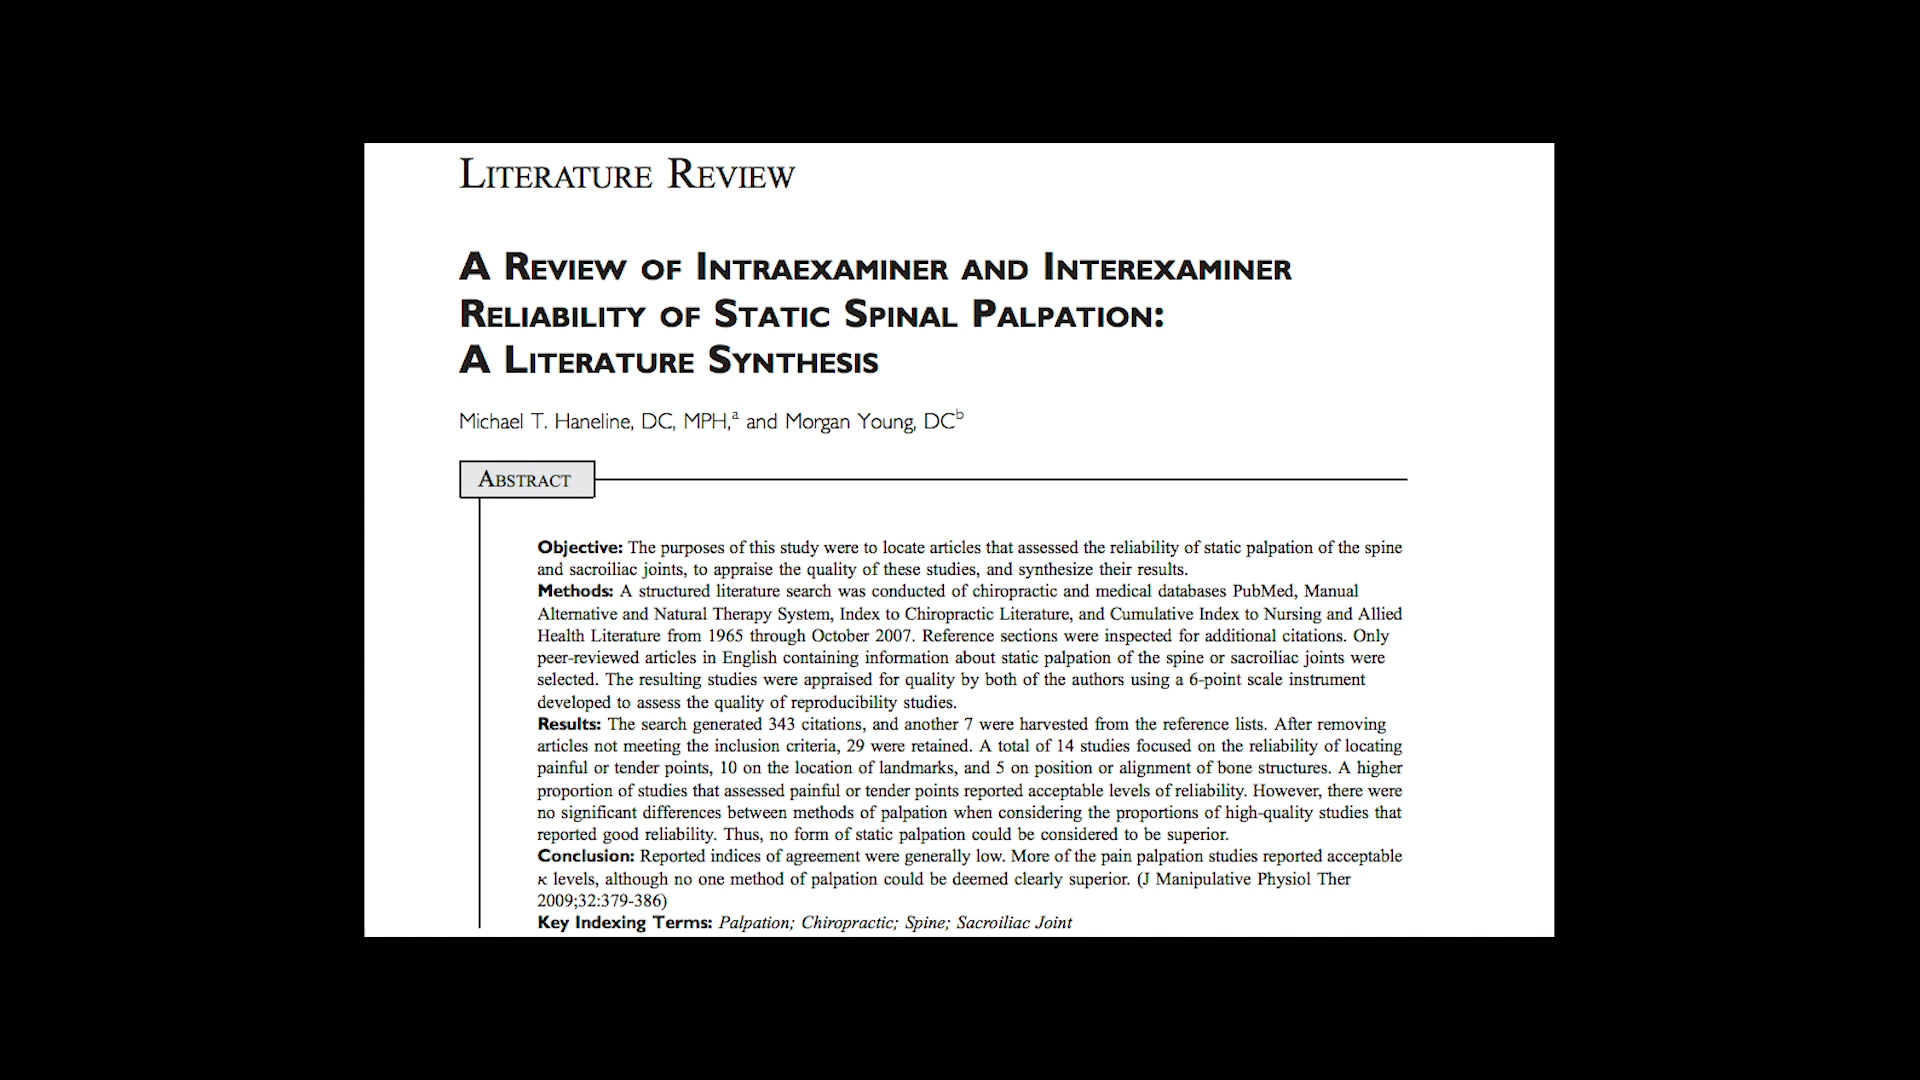 LITERATURE REVIEW
A REVIEW OF INTRAEXAMINER AND INTEREXAMINER
RELIABILITY OF STATIC SPINAL PALPATION:
A LITERATURE SYNTHESIS
Michael T. Haneline, DC, MPH,ᵃ and Morgan Young, DCᵇ
ABSTRACT
Objective: The purposes of this study were to locate articles that assessed the reliability of static palpation of the spine
and sacroiliac joints, to appraise the quality of these studies, and synthesize their results.
Methods: A structured literature search was conducted of chiropractic and medical databases PubMed, Manual
Alternative and Natural Therapy System, Index to Chiropractic Literature, and Cumulative Index to Nursing and Allied
Health Literature from 1965 through October 2007. Reference sections were inspected for additional citations. Only
peer-reviewed articles in English containing information about static palpation of the spine or sacroiliac joints were
selected. The resulting studies were appraised for quality by both of the authors using a 6-point scale instrument
developed to assess the quality of reproducibility studies.
Results: The search generated 343 citations, and another 7 were harvested from the reference lists. After removing
articles not meeting the inclusion criteria, 29 were retained. A total of 14 studies focused on the reliability of locating
painful or tender points, 10 on the location of landmarks, and 5 on position or alignment of bone structures. A higher
proportion of studies that assessed painful or tender points reported acceptable levels of reliability. However, there were
no significant differences between methods of palpation when considering the proportions of high-quality studies that
reported good reliability. Thus, no form of static palpation could be considered to be superior.
Conclusion: Reported indices of agreement were generally low. More of the pain palpation studies reported acceptable
κ levels, although no one method of palpation could be deemed clearly superior. (J Manipulative Physiol Ther
2009;32:379-386)
Key Indexing Terms: Palpation; Chiropractic; Spine; Sacroiliac Joint